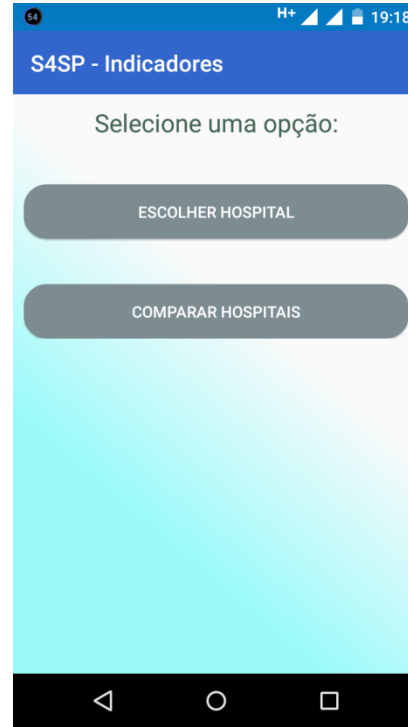 54
H+ 19:18
S4SP - Indicadores
Selecione uma opção:
ESCOLHER HOSPITAL
COMPARAR HOSPITAIS